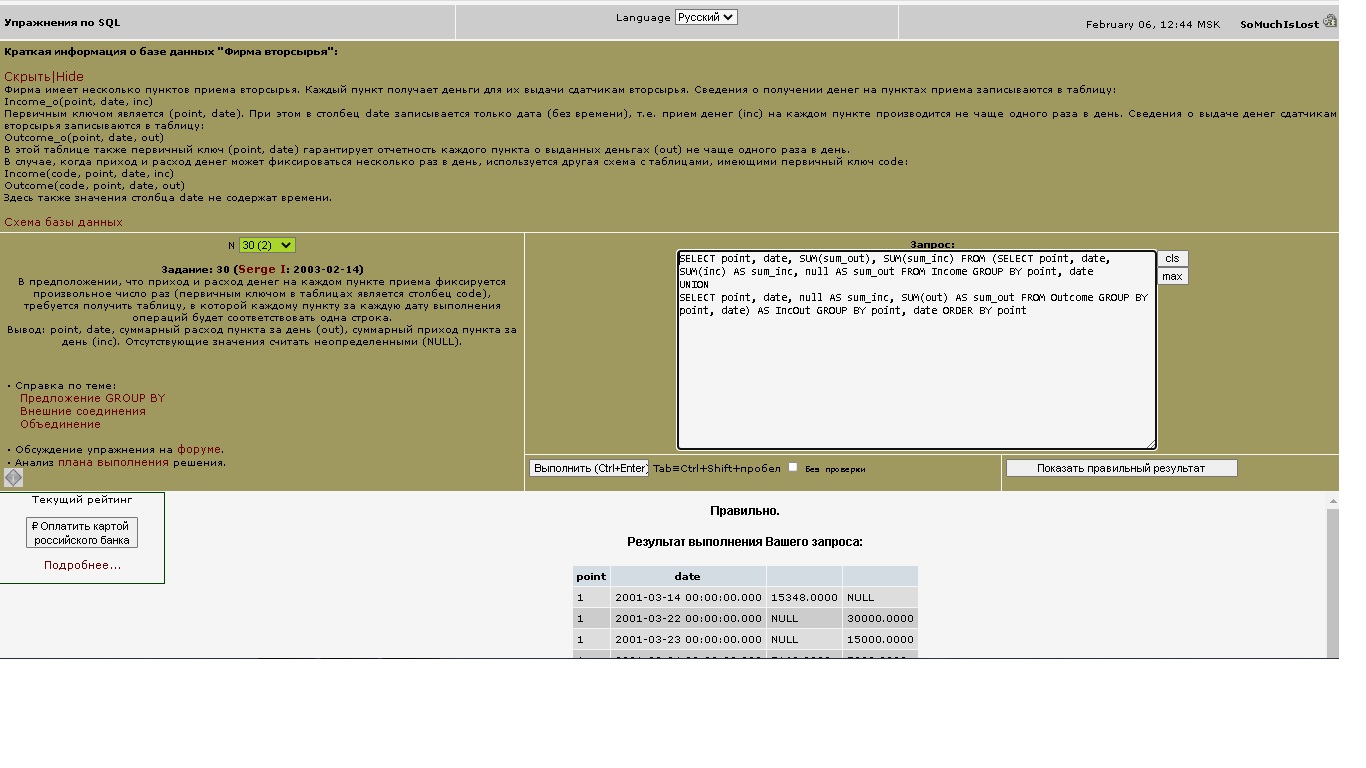 Упражнения по SQL
Language Русский
February 06, 12:44 MSK SoMuchIsLost
Краткая информация о базе данных "Фирма вторсырья":
Скрыть|Hide
Фирма имеет несколько пунктов приема вторсырья. Каждый пункт получает деньги для их выдачи сдатчикам вторсырья. Сведения о получении денег на пунктах приема записываются в таблицу:
Income_o(point, date, inc)
Первичным ключом является (point, date). При этом в столбец date записывается только дата (без времени), т.е. прием денег (inc) на каждом пункте производится не чаще одного раза в день. Сведения о выдаче денег сдатчикам
вторсырья записываются в таблицу:
Outcome_o(point, date, out)
В этой таблице также первичный ключ (point, date) гарантирует отчетность каждого пункта о выданных деньгах (out) не чаще одного раза в день.
В случае, когда приход и расход денег может фиксироваться несколько раз в день, используется другая схема с таблицами, имеющими первичный ключ code:
Income(code, point, date, inc)
Outcome(code, point, date, out)
Здесь также значения столбца date не содержат времени.
Схема базы данных
N 30 (2)
Задание: 30 (Serge I: 2003-02-14)
В предположении, что приход и расход денег на каждом пункте приема фиксируется
произвольное число раз (первичным ключом в таблицах является столбец code),
требуется получить таблицу, в которой каждому пункту за каждую дату выполнения
операций будет соответствовать одна строка.
Вывод: point, date, суммарный расход пункта за день (out), суммарный приход пункта за
день (inc). Отсутствующие значения считать неопределенными (NULL).
• Справка по теме:
Предложение GROUP BY
Внешние соединения
Объединение
• Обсуждение упражнения на форуме.
• Анализ плана выполнения решения.
Запрос:
SELECT point, date, SUM(sum_out), SUM(sum_inc) FROM (SELECT point, date,
SUM(inc) AS sum_inc, null AS sum_out FROM Income GROUP BY point, date
UNION
SELECT point, date, null AS sum_inc, SUM(out) AS sum_out FROM Outcome GROUP BY
point, date) AS IncOut GROUP BY point, date ORDER BY point
cls
max
Выполнить (Ctrl+Enter) Tab≡Ctrl+Shift+пробел Без проверки
Показать правильный результат
Текущий рейтинг
₽ Оплатить картой
российского банка
Подробнее...
Правильно.
Результат выполнения Вашего запроса:
point date
1 2001-03-14 00:00:00.000 15348.0000 NULL
1 2001-03-22 00:00:00.000 NULL 30000.0000
1 2001-03-23 00:00:00.000 NULL 15000.0000